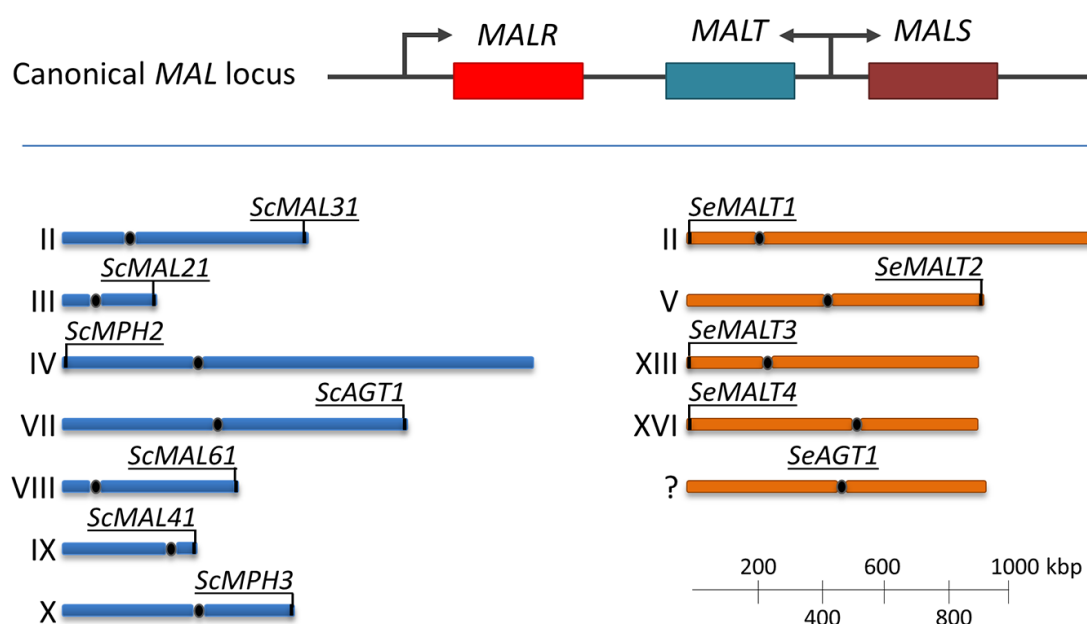 MALR MALT MALS
Canonical MAL locus
ScMAL31
II
ScMAL21
III
ScMPH2
IV
ScAGT1
VII
ScMAL61
VIII
ScMAL41
IX
ScMPH3
X
SeMALT1
II
SeMALT2
V
SeMALT3
XIII
SeMALT4
XVI
SeAGT1
?
200 600 1000 kbp
400 800